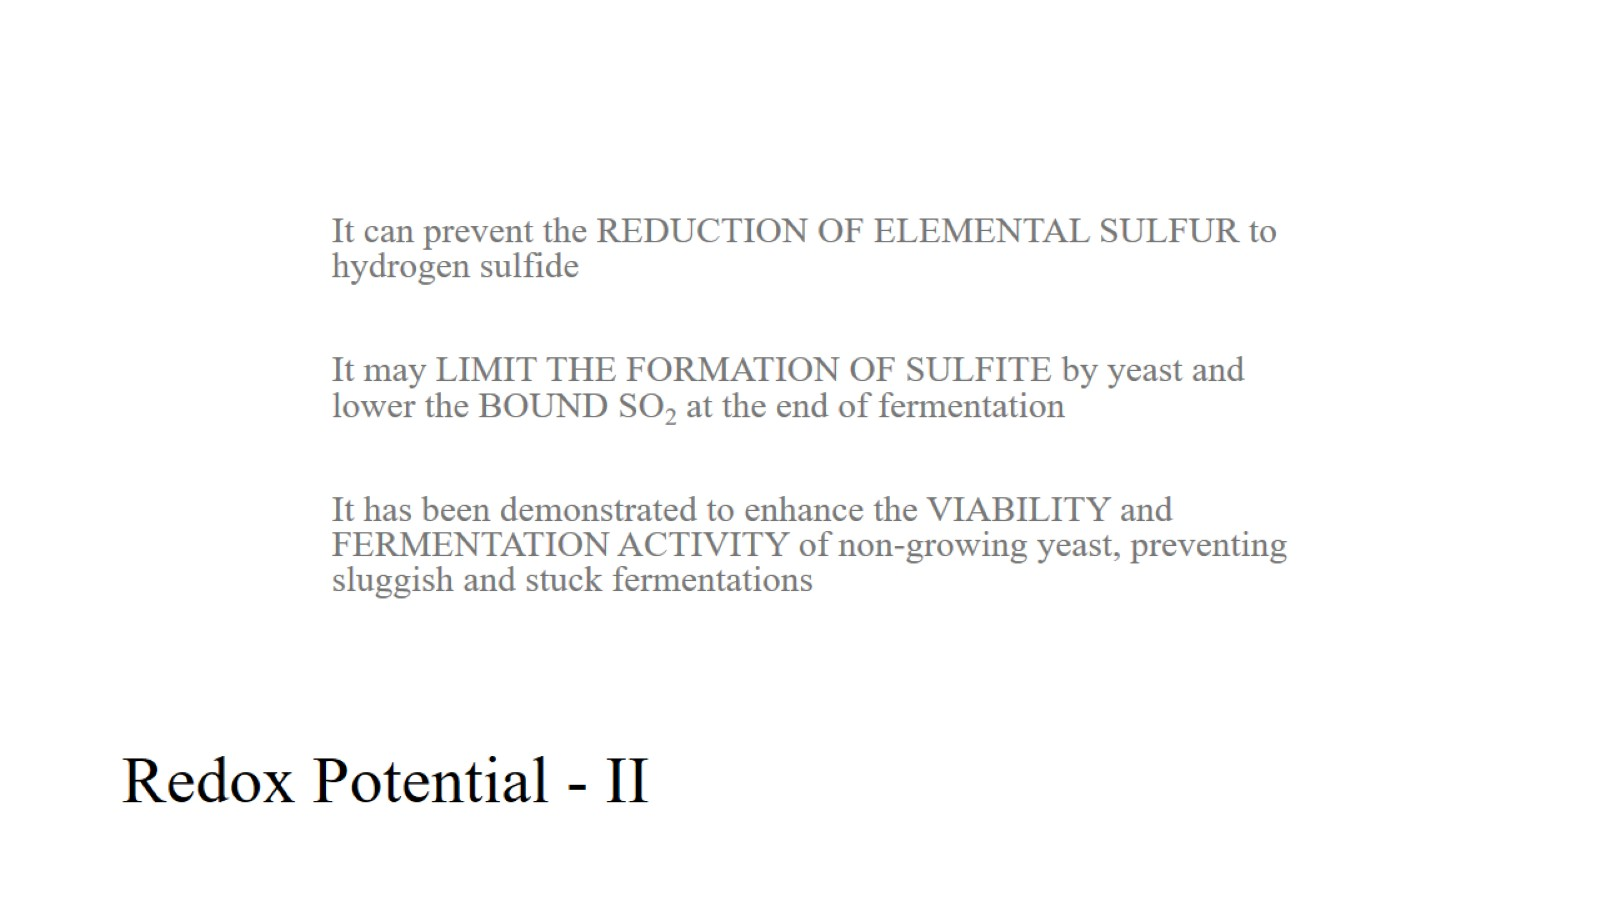 It can prevent the REDUCTION OF ELEMENTAL SULFUR to
hydrogen sulfide
It may LIMIT THE FORMATION OF SULFITE by yeast and
lower the BOUND SO₂ at the end of fermentation
It has been demonstrated to enhance the VIABILITY and
FERMENTATION ACTIVITY of non-growing yeast, preventing
sluggish and stuck fermentations
Redox Potential - II